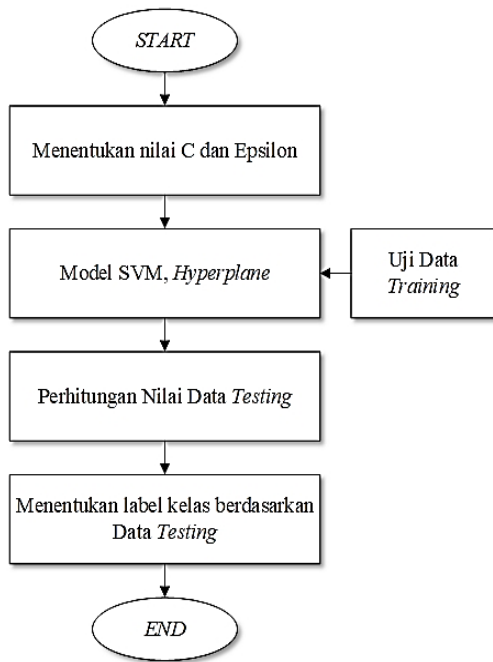 START
Menentukan nilai C dan Epsilon
Model SVM, Hyperplane
Uji Data
Training
Perhitungan Nilai Data Testing
Menentukan label kelas berdasarkan
Data Testing
END